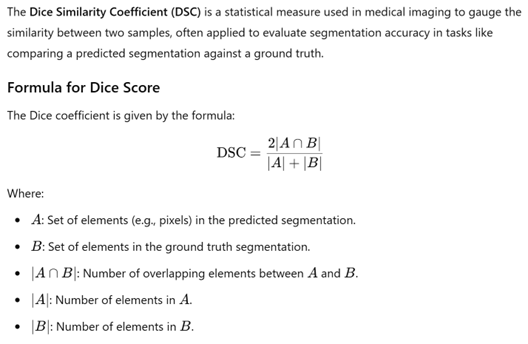 The Dice Similarity Coefficient (DSC) is a statistical measure used in medical imaging to gauge the
similarity between two samples, often applied to evaluate segmentation accuracy in tasks like
comparing a predicted segmentation against a ground truth.
Formula for Dice Score
The Dice coefficient is given by the formula:
DSC = 2|A ∩ B| / |A| + |B|
Where:
• A: Set of elements (e.g., pixels) in the predicted segmentation.
• B: Set of elements in the ground truth segmentation.
• |A ∩ B|: Number of overlapping elements between A and B.
• |A|: Number of elements in A.
• |B|: Number of elements in B.